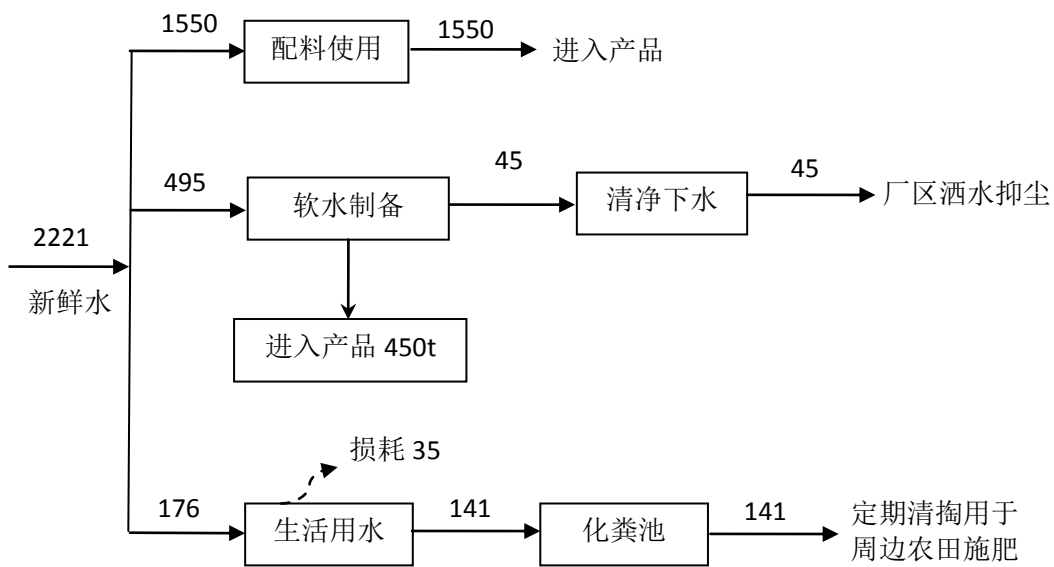 1550
配料使用
1550
进入产品
495
软水制备
45
清净下水
45
厂区洒水抑尘
2221
新鲜水
进入产品 450t
损耗 35
176
生活用水
141
化粪池
141
定期清掏用于
周边农田施肥